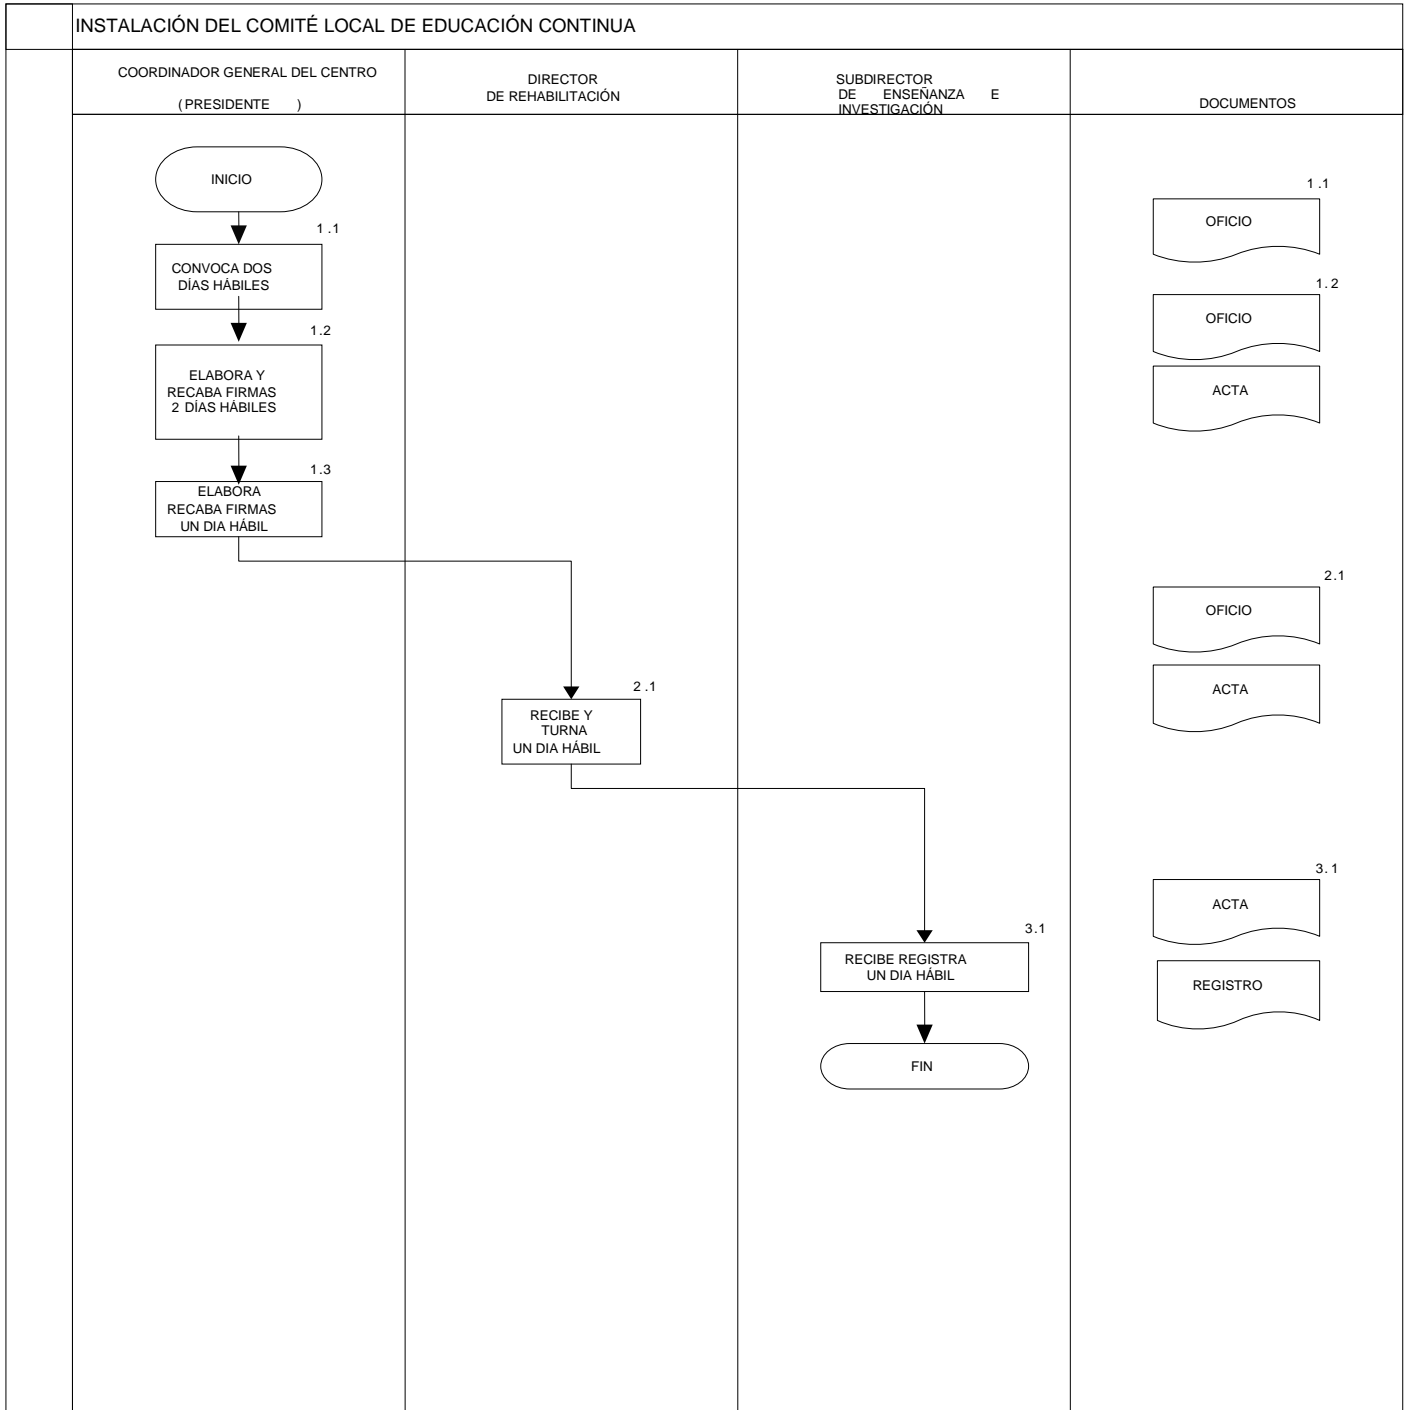 INSTALACIÓN DEL COMITÉ LOCAL DE EDUCACIÓN CONTINUA
COORDINADOR GENERAL DEL CENTRO
(PRESIDENTE )
DIRECTOR
DE REHABILITACIÓN
SUBDIRECTOR
DE ENSEÑANZA E
INVESTIGACIÓN
DOCUMENTOS
INICIO
1.1
CONVOCA DOS
DÍAS HÁBILES
1.2
ELABORA Y
RECABA FIRMAS
2 DÍAS HÁBILES
1.3
ELABORA
RECABA FIRMAS
UN DIA HÁBIL
2.1
RECIBE Y
TURNA
UN DIA HÁBIL
3.1
RECIBE REGISTRA
UN DIA HÁBIL
FIN
1.1
OFICIO
1.2
OFICIO
ACTA
2.1
OFICIO
ACTA
3.1
ACTA
REGISTRO